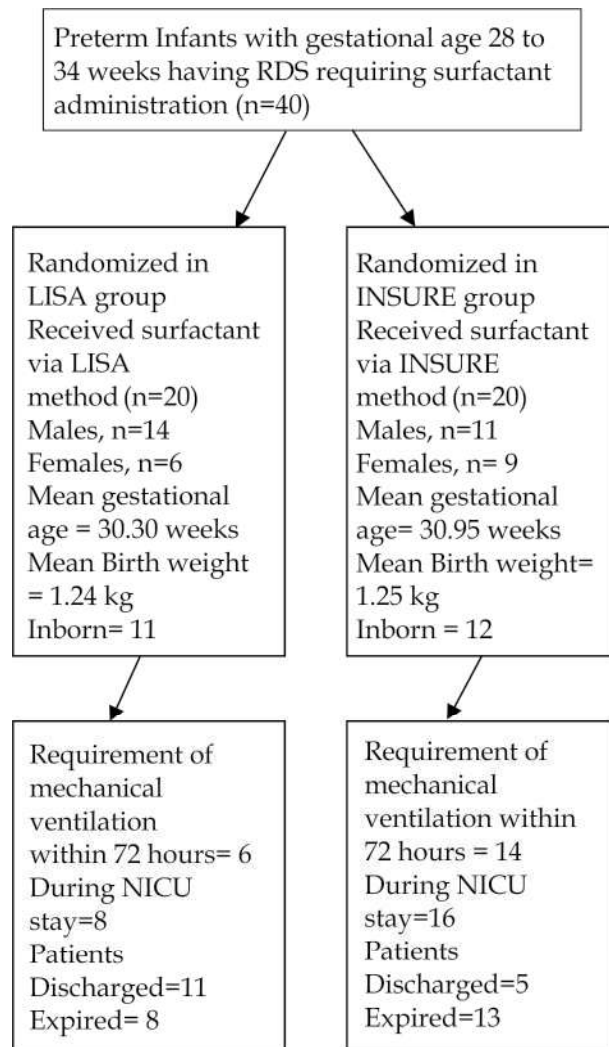 Preterm Infants with gestational age 28 to
34 weeks having RDS requiring surfactant
administration (n=40)
Randomized in
LISA group
Received surfactant
via LISA
method (n=20)
Males, n=14
Females, n=6
Mean gestational
age = 30.30 weeks
Mean Birth weight
= 1.24 kg
Inborn= 11
Randomized in
INSURE group
Received surfactant
via INSURE
method (n=20)
Males, n=11
Females, n= 9
Mean gestational
age= 30.95 weeks
Mean Birth weight=
1.25 kg
Inborn = 12
Requirement of
mechanical
ventilation
within 72 hours= 6
During NICU
stay=8
Patients
Discharged=11
Expired= 8
Requirement of
mechanical
ventilation within
72 hours = 14
During NICU
stay=16
Patients
Discharged=5
Expired=13